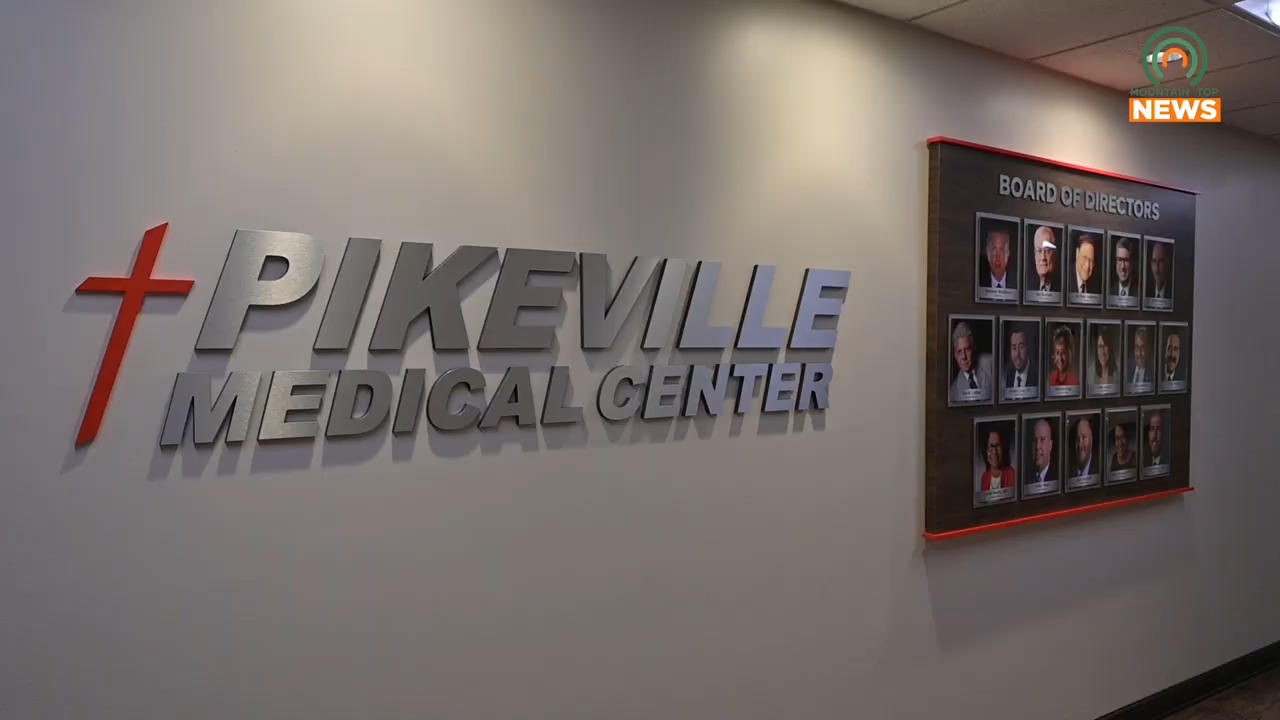 MOUNTAIN TOP
NEWS
BOARD OF DIRECTORS
PIKEVILLE
MEDICAL CENTER